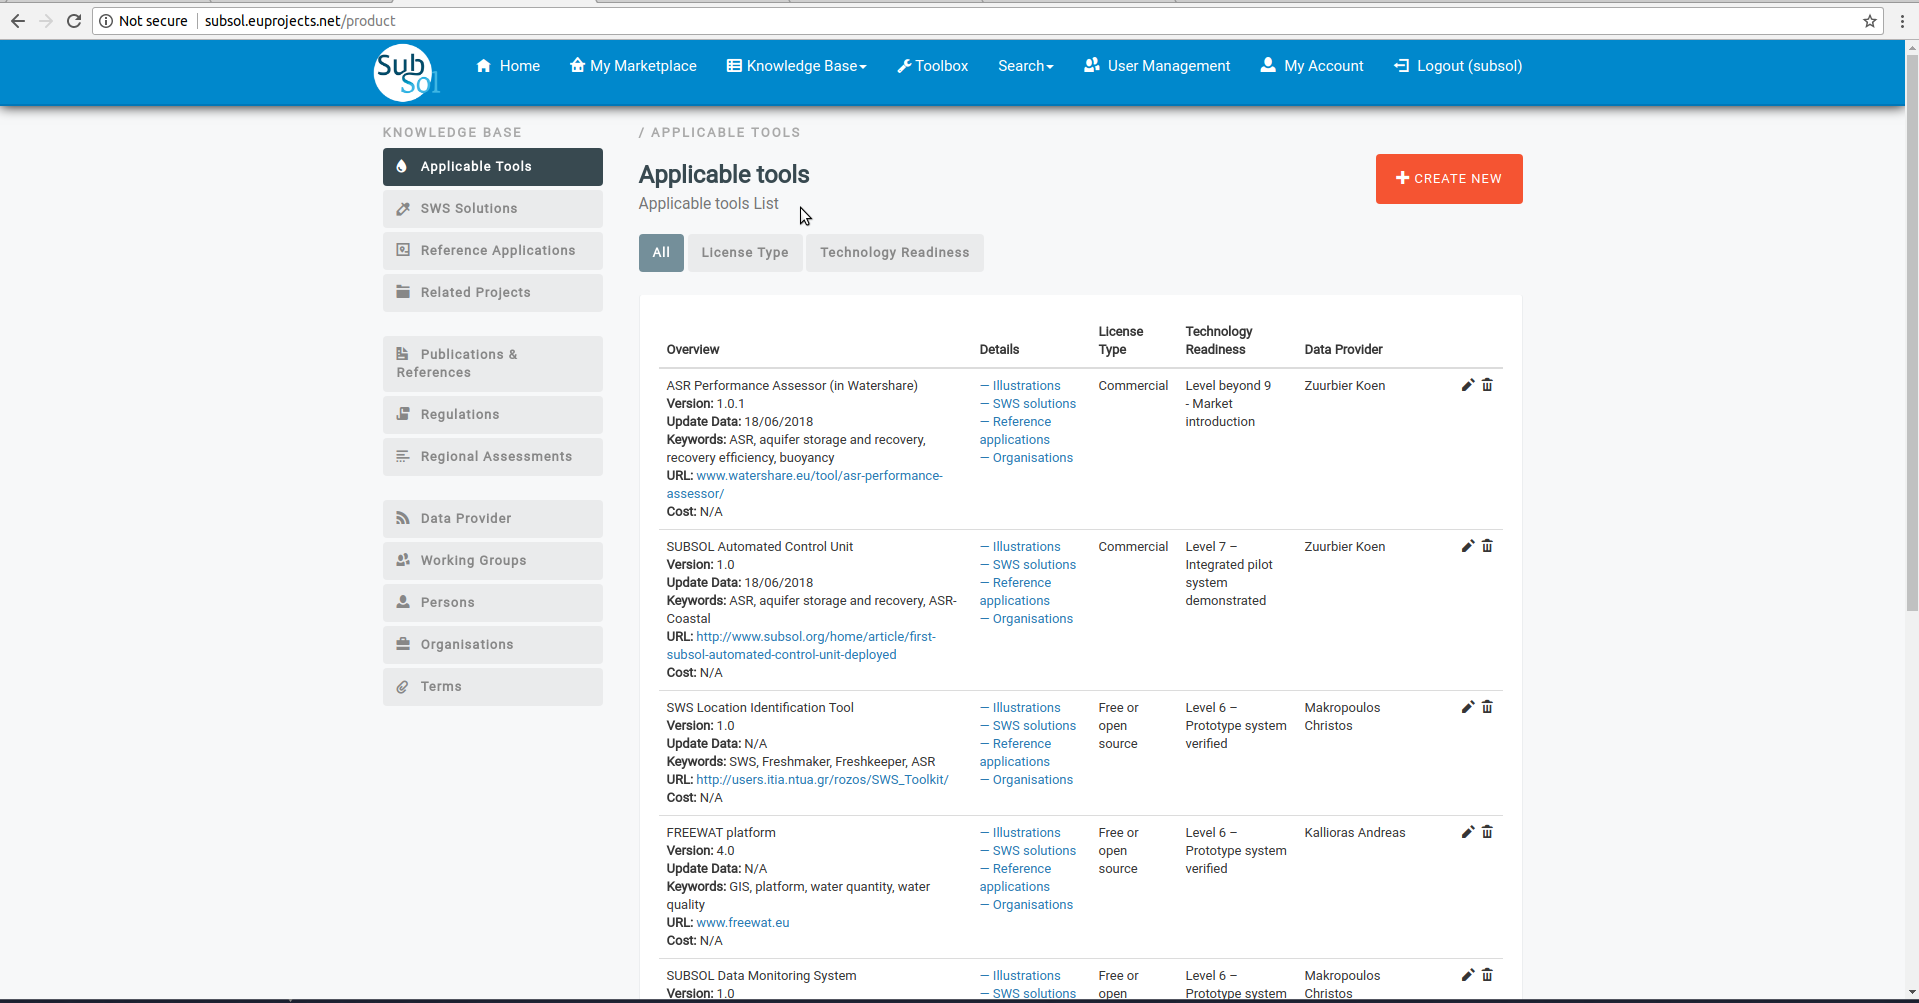 Not secure | subsol.euprojects.net/product
Sub Sol
Home
My Marketplace
Knowledge Base
Toolbox
Search
User Management
My Account
Logout (subsol)
KNOWLEDGE BASE
Applicable Tools
SWS Solutions
Reference Applications
Related Projects
Publications &
References
Regulations
Regional Assessments
Data Provider
Working Groups
Persons
Organisations
Terms
/ APPLICABLE TOOLS
Applicable tools
Applicable tools List
+ CREATE NEW
All
License Type
Technology Readiness
Overview
Details
License
Type
Technology
Readiness
Data Provider
ASR Performance Assessor (in Watershare)
Version: 1.0.1
Update Data: 18/06/2018
Keywords: ASR, aquifer storage and recovery,
recovery efficiency, buoyancy
URL: www.watershare.eu/tool/asr-performance-
assessor/
Cost: N/A
– Illustrations
– SWS solutions
– Reference
applications
– Organisations
Commercial
Level beyond 9
- Market
introduction
Zuurbier Koen
SUBSOL Automated Control Unit
Version: 1.0
Update Data: 18/06/2018
Keywords: ASR, aquifer storage and recovery, ASR-
Coastal
URL: http://www.subsol.org/home/article/first-
subsol-automated-control-unit-deployed
Cost: N/A
– Illustrations
– SWS solutions
– Reference
applications
– Organisations
Commercial
Level 7 –
Integrated pilot
system
demonstrated
Zuurbier Koen
SWS Location Identification Tool
Version: 1.0
Update Data: N/A
Keywords: SWS, Freshmaker, Freshkeeper, ASR
URL: http://users.itia.ntua.gr/rozos/SWS_Toolkit/
Cost: N/A
– Illustrations
– SWS solutions
– Reference
applications
– Organisations
Free or
open
source
Level 6 –
Prototype system
verified
Makropoulos
Christos
FREEWAT platform
Version: 4.0
Update Data: N/A
Keywords: GIS, platform, water quantity, water
quality
URL: www.freewat.eu
Cost: N/A
– Illustrations
– SWS solutions
– Reference
applications
– Organisations
Free or
open
source
Level 6 –
Prototype system
verified
Kallioras Andreas
SUBSOL Data Monitoring System
Version: 1.0
– Illustrations
– SWS solutions
Free or
open
Level 6 –
Prototype system
Makropoulos
Christos